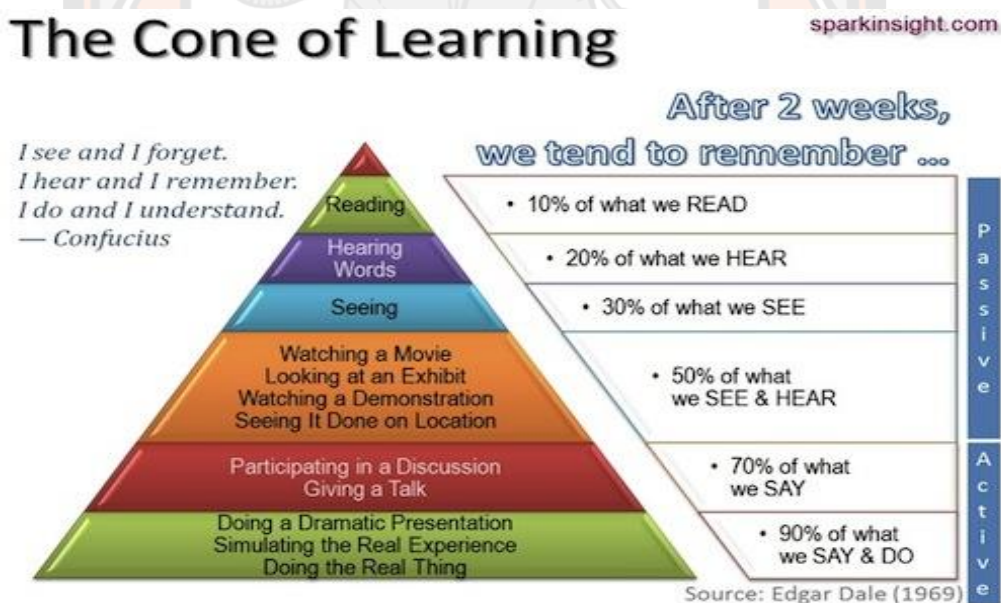 The Cone of Learning
sparkinsight.com
After 2 weeks,
we tend to remember ...
I see and I forget.
I hear and I remember.
I do and I understand.
— Confucius
Reading
• 10% of what we READ
Hearing
Words
• 20% of what we HEAR
Seeing
• 30% of what we SEE
Watching a Movie
Looking at an Exhibit
Watching a Demonstration
Seeing It Done on Location
• 50% of what
we SEE & HEAR
Passive
Participating in a Discussion
Giving a Talk
• 70% of what
we SAY
Doing a Dramatic Presentation
Simulating the Real Experience
Doing the Real Thing
• 90% of what
we SAY & DO
Active
Source: Edgar Dale (1969)